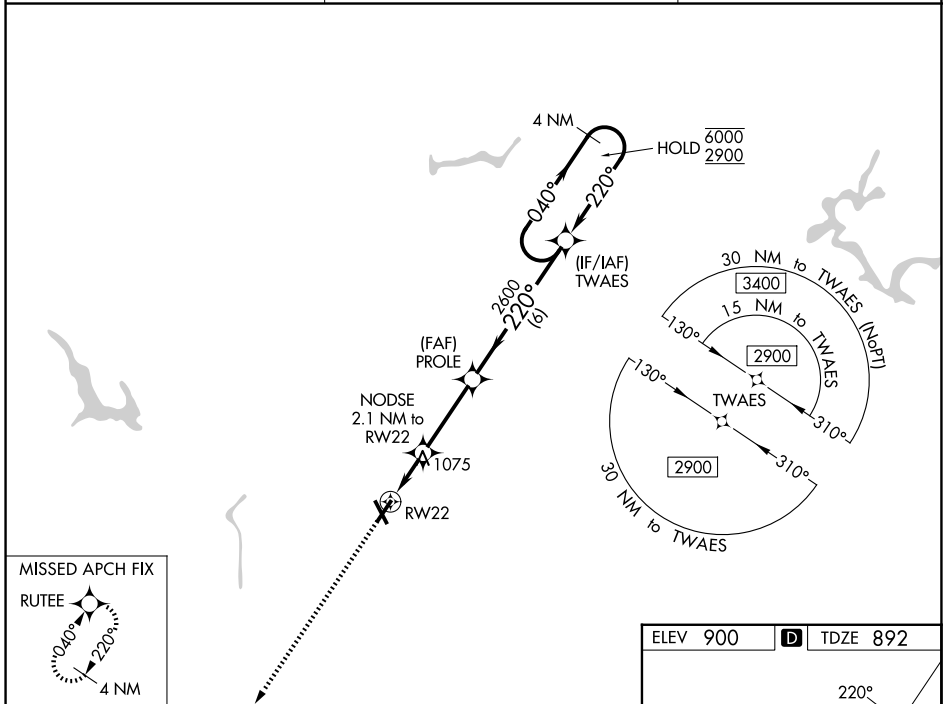 4 NM
HOLD 6000
2900
040°
220°
(IF/IAF)
TWAES
2600
220°
(6)
(FAF)
PROLE
NODSE
2.1 NM to
RW22
1075
RW22
30 NM to TWAES (NoPT)
3400
15 NM to TWAES
130°
2900
TWAES
310°
130°
310°
2900
30 NM to TWAES
MISSED APCH FIX
RUTEE
040°
220°
4 NM
ELEV 900 D TDZE 892
220°